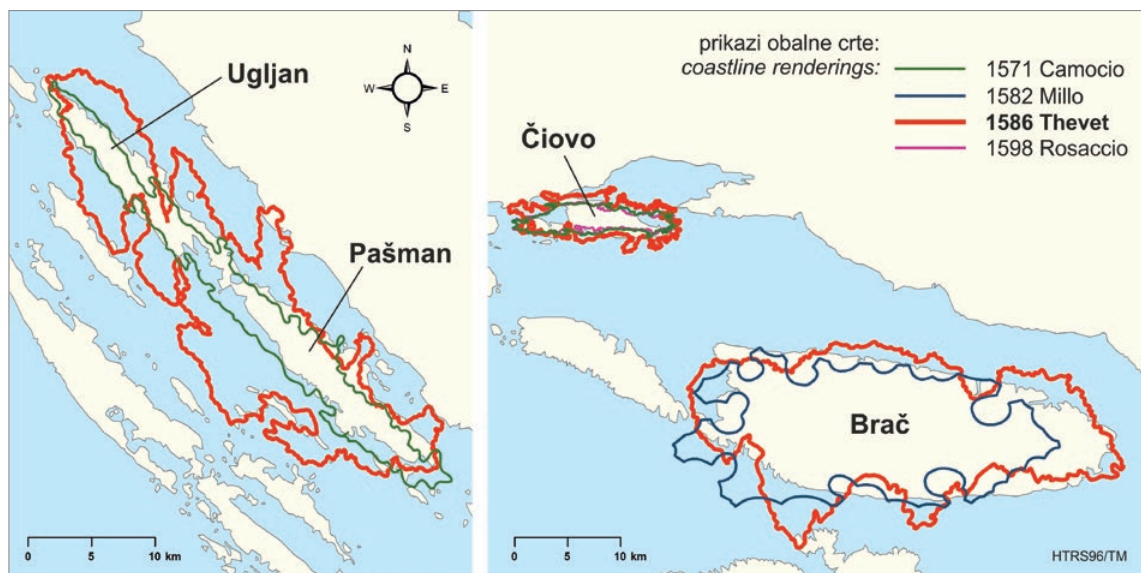 Ugljan
N
W E
S
Pašman
0 5 10 km
prikazi obalne crte:
coastline renderings:
1571 Camocio
1582 Millo
1586 Thevet
1598 Rosaccio
Čiovo
Brač
0 5 10 km
HTRS96/TM